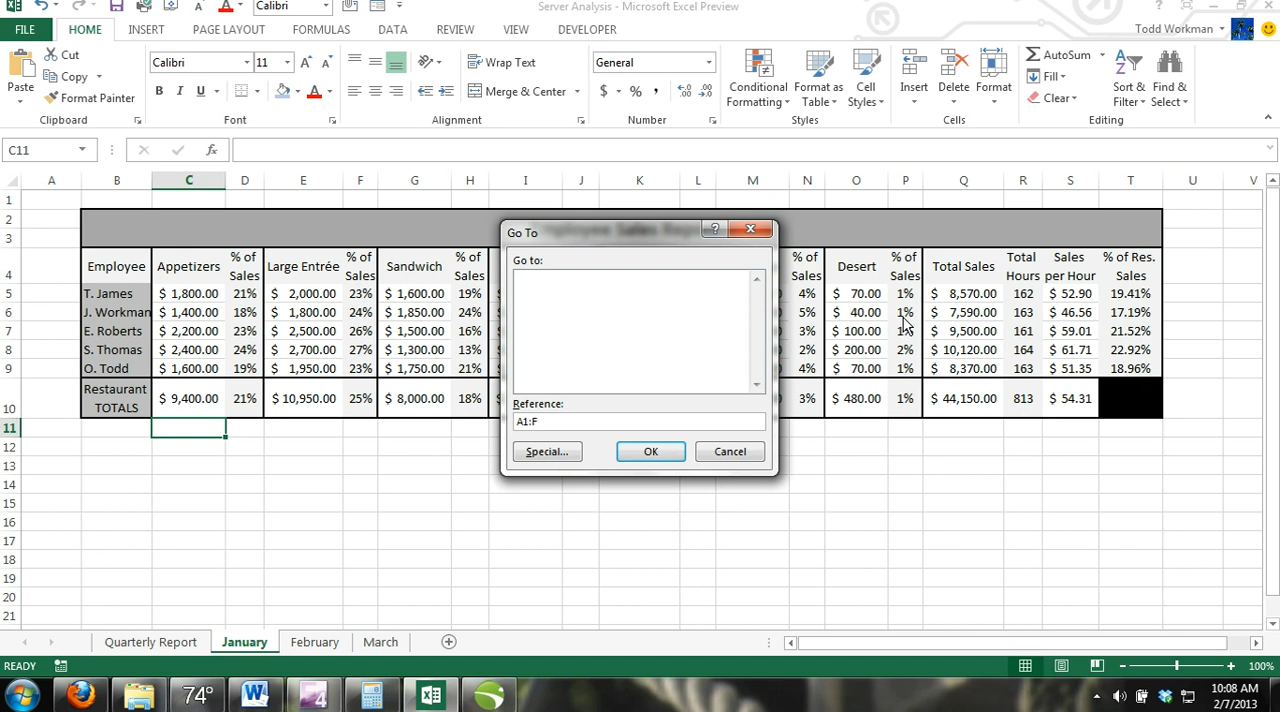 Server Analysis - Microsoft Excel Preview
Calibri
FILE HOME INSERT PAGE LAYOUT FORMULAS DATA REVIEW VIEW DEVELOPER Todd Workman
Paste
Cut
Copy
Format Painter
Calibri 11
B I U
Wrap Text
Merge & Center
General
$ % ,
Conditional Formatting
Format as Table
Cell Styles
Insert Delete Format
AutoSum
Fill
Clear
Sort & Filter
Find & Select
Clipboard Font Alignment Number Styles Cells Editing
C11 fx
A B C D E F G H I J K L M N O P Q R S T U V
1
2
3
4 Employee Appetizers % of Sales Large Entrée % of Sales Sandwich % of Sales % of Sales Desert % of Sales Total Sales Total Hours Sales per Hour % of Res. Sales
5 T. James $ 1,800.00 21% $ 2,000.00 23% $ 1,600.00 19% 4% $ 70.00 1% $ 8,570.00 162 $ 52.90 19.41%
6 J. Workman $ 1,400.00 18% $ 1,800.00 24% $ 1,850.00 24% 5% $ 40.00 1% $ 7,590.00 163 $ 46.56 17.19%
7 E. Roberts $ 2,200.00 23% $ 2,500.00 26% $ 1,500.00 16% 3% $ 100.00 $ 9,500.00 161 $ 59.01 21.52%
8 S. Thomas $ 2,400.00 24% $ 2,700.00 27% $ 1,300.00 13% 2% $ 200.00 2% $ 10,120.00 164 $ 61.71 22.92%
9 O. Todd $ 1,600.00 19% $ 1,950.00 23% $ 1,750.00 21% 4% $ 70.00 1% $ 8,370.00 163 $ 51.35 18.96%
10 Restaurant TOTALS $ 9,400.00 21% $ 10,950.00 25% $ 8,000.00 18% 3% $ 480.00 1% $ 44,150.00 813 $ 54.31
11
12
13
14
15
16
17
18
19
20
21
Go To
Go to:
Reference:
A1:F
Special... OK Cancel
Quarterly Report January February March
READY 100%
74° 10:08 AM
2/7/2013